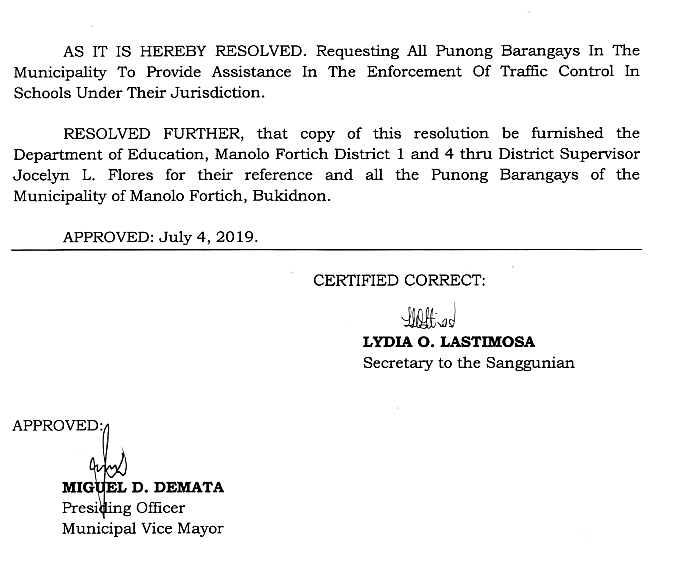 AS IT IS HEREBY RESOLVED. Requesting All Punong Barangays In The
Municipality To Provide Assistance In The Enforcement Of Traffic Control In
Schools Under Their Jurisdiction.
RESOLVED FURTHER, that copy of this resolution be furnished the
Department of Education, Manolo Fortich District 1 and 4 thru District Supervisor
Jocelyn L. Flores for their reference and all the Punong Barangays of the
Municipality of Manolo Fortich, Bukidnon.
APPROVED: July 4, 2019.
CERTIFIED CORRECT:
LYDIA O. LASTIMOSA
Secretary to the Sanggunian
APPROVED:
MIGUEL D. DEMATA
Presiding Officer
Municipal Vice Mayor